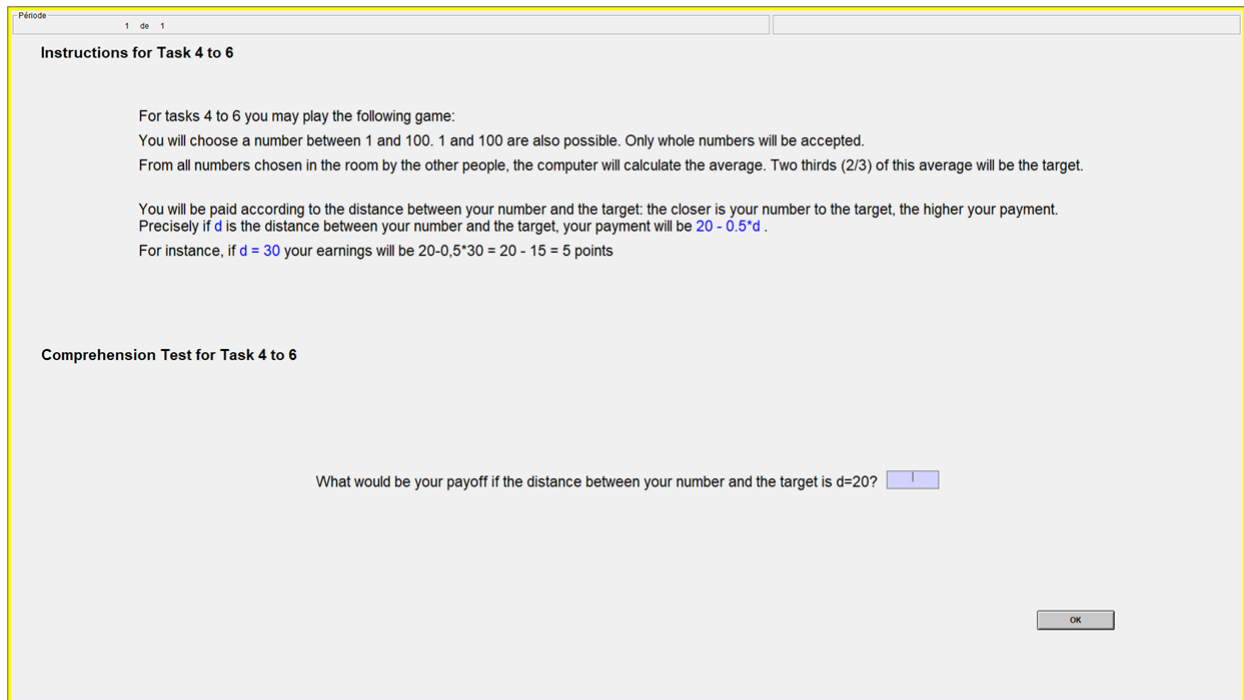 Période
1 de 1
Instructions for Task 4 to 6
For tasks 4 to 6 you may play the following game:
You will choose a number between 1 and 100. 1 and 100 are also possible. Only whole numbers will be accepted.
From all numbers chosen in the room by the other people, the computer will calculate the average. Two thirds (2/3) of this average will be the target.
You will be paid according to the distance between your number and the target: the closer is your number to the target, the higher your payment.
Precisely if d is the distance between your number and the target, your payment will be 20 - 0.5*d .
For instance, if d = 30 your earnings will be 20-0,5*30 = 20 - 15 = 5 points
Comprehension Test for Task 4 to 6
What would be your payoff if the distance between your number and the target is d=20?
OK